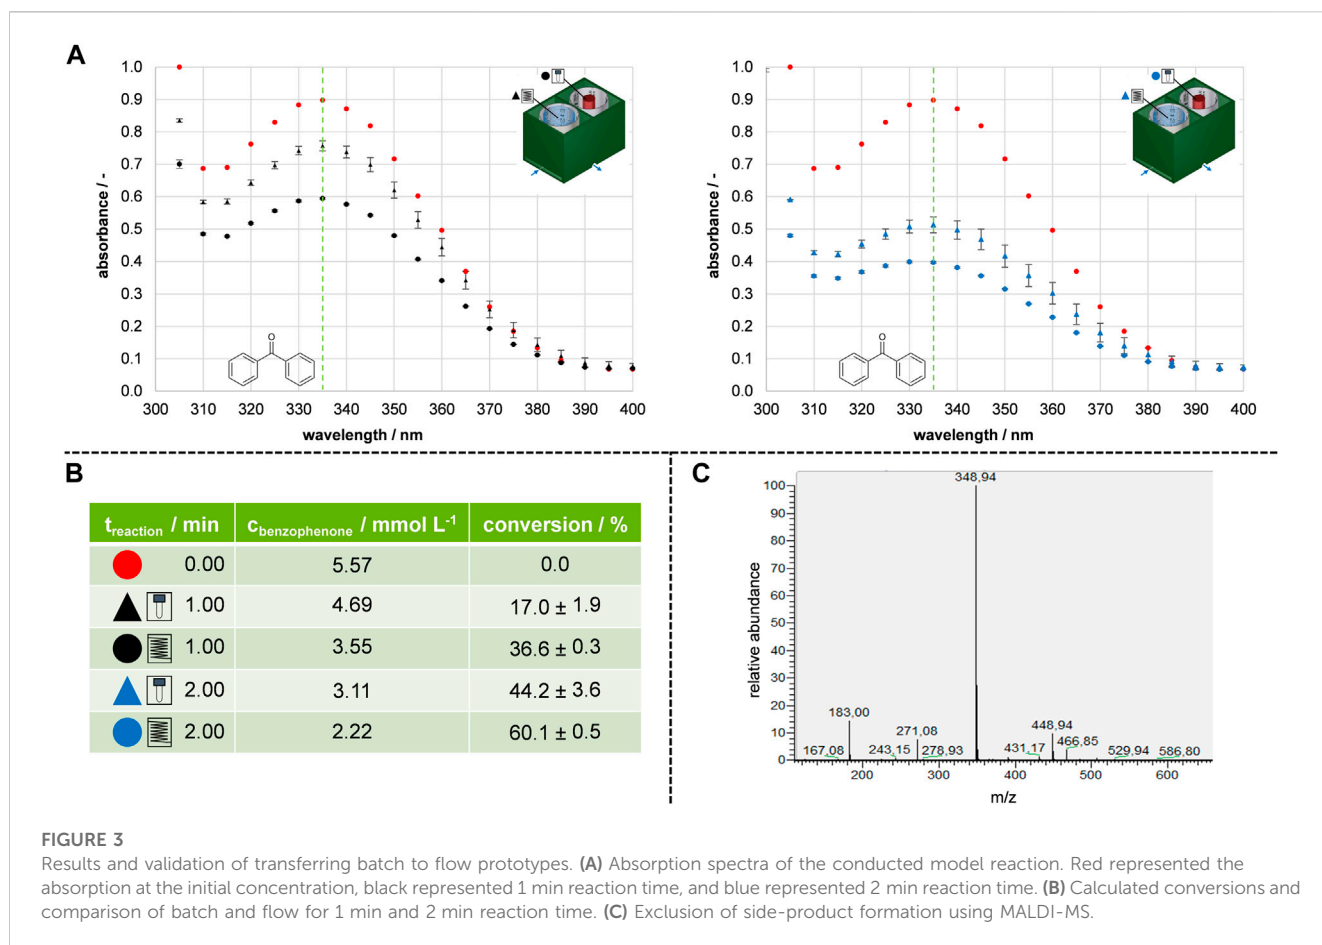 A
1.0
0.9
0.8
0.7
0.6
0.5
0.4
0.3
0.2
0.1
0.0
absorbance / -
O
300 310 320 330 340 350 360 370 380 390 400
wavelength / nm
1.0
0.9
0.8
0.7
0.6
0.5
0.4
0.3
0.2
0.1
0.0
absorbance / -
O
300 310 320 330 340 350 360 370 380 390 400
wavelength / nm
B
t_reaction / min c_benzophenone / mmol L⁻¹ conversion / %
0.00 5.57 0.0
1.00 4.69 17.0 ± 1.9
1.00 3.55 36.6 ± 0.3
2.00 3.11 44.2 ± 3.6
2.00 2.22 60.1 ± 0.5
C
348,94
100
90
80
70
60
50
40
30
20
10
0
relative abundance
183,00
271,08
448,94
466,85
167,08 243,15 278,93 431,17 529,94 586,80
200 300 400 500 600
m/z
FIGURE 3
Results and validation of transferring batch to flow prototypes. (A) Absorption spectra of the conducted model reaction. Red represented the
absorption at the initial concentration, black represented 1 min reaction time, and blue represented 2 min reaction time. (B) Calculated conversions and
comparison of batch and flow for 1 min and 2 min reaction time. (C) Exclusion of side-product formation using MALDI-MS.